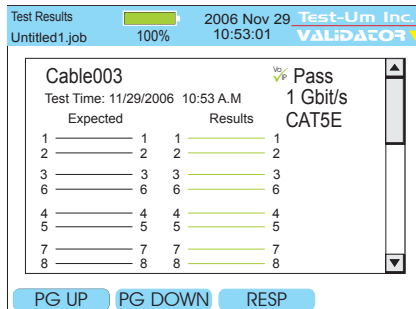 Test Results 2006 Nov 29 Test-Um Inc.
Untitled1.job 100% 10:53:01 VALiDATOR
Cable003 Vo/IP Pass
Test Time: 11/29/2006 10:53 A.M 1 Gbit/s
Expected Results CAT5E
1 1 1 1
2 2 2 2
3 3 3 3
6 6 6 6
4 4 4 4
5 5 5 5
7 7 7 7
8 8 8 8
PG UP PG DOWN RESP